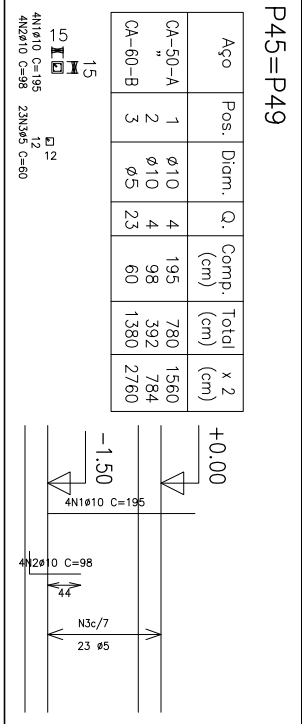 P45=P49
Aço Pos. Diam. Q. Comp. (cm) Total (cm) x 2 (cm)
CA-50-A 1 ø10 4 195 780 1560
" 2 ø10 4 98 392 784
CA-60-B 3 ø5 23 60 1380 2760
15
15
4N1ø10 C=195
4N2ø10 C=98
12
12
23N3ø5 C=60
+0.00
-1.50
4N1ø10 C=195
4N2ø10 C=98
44
N3c/7
23 ø5